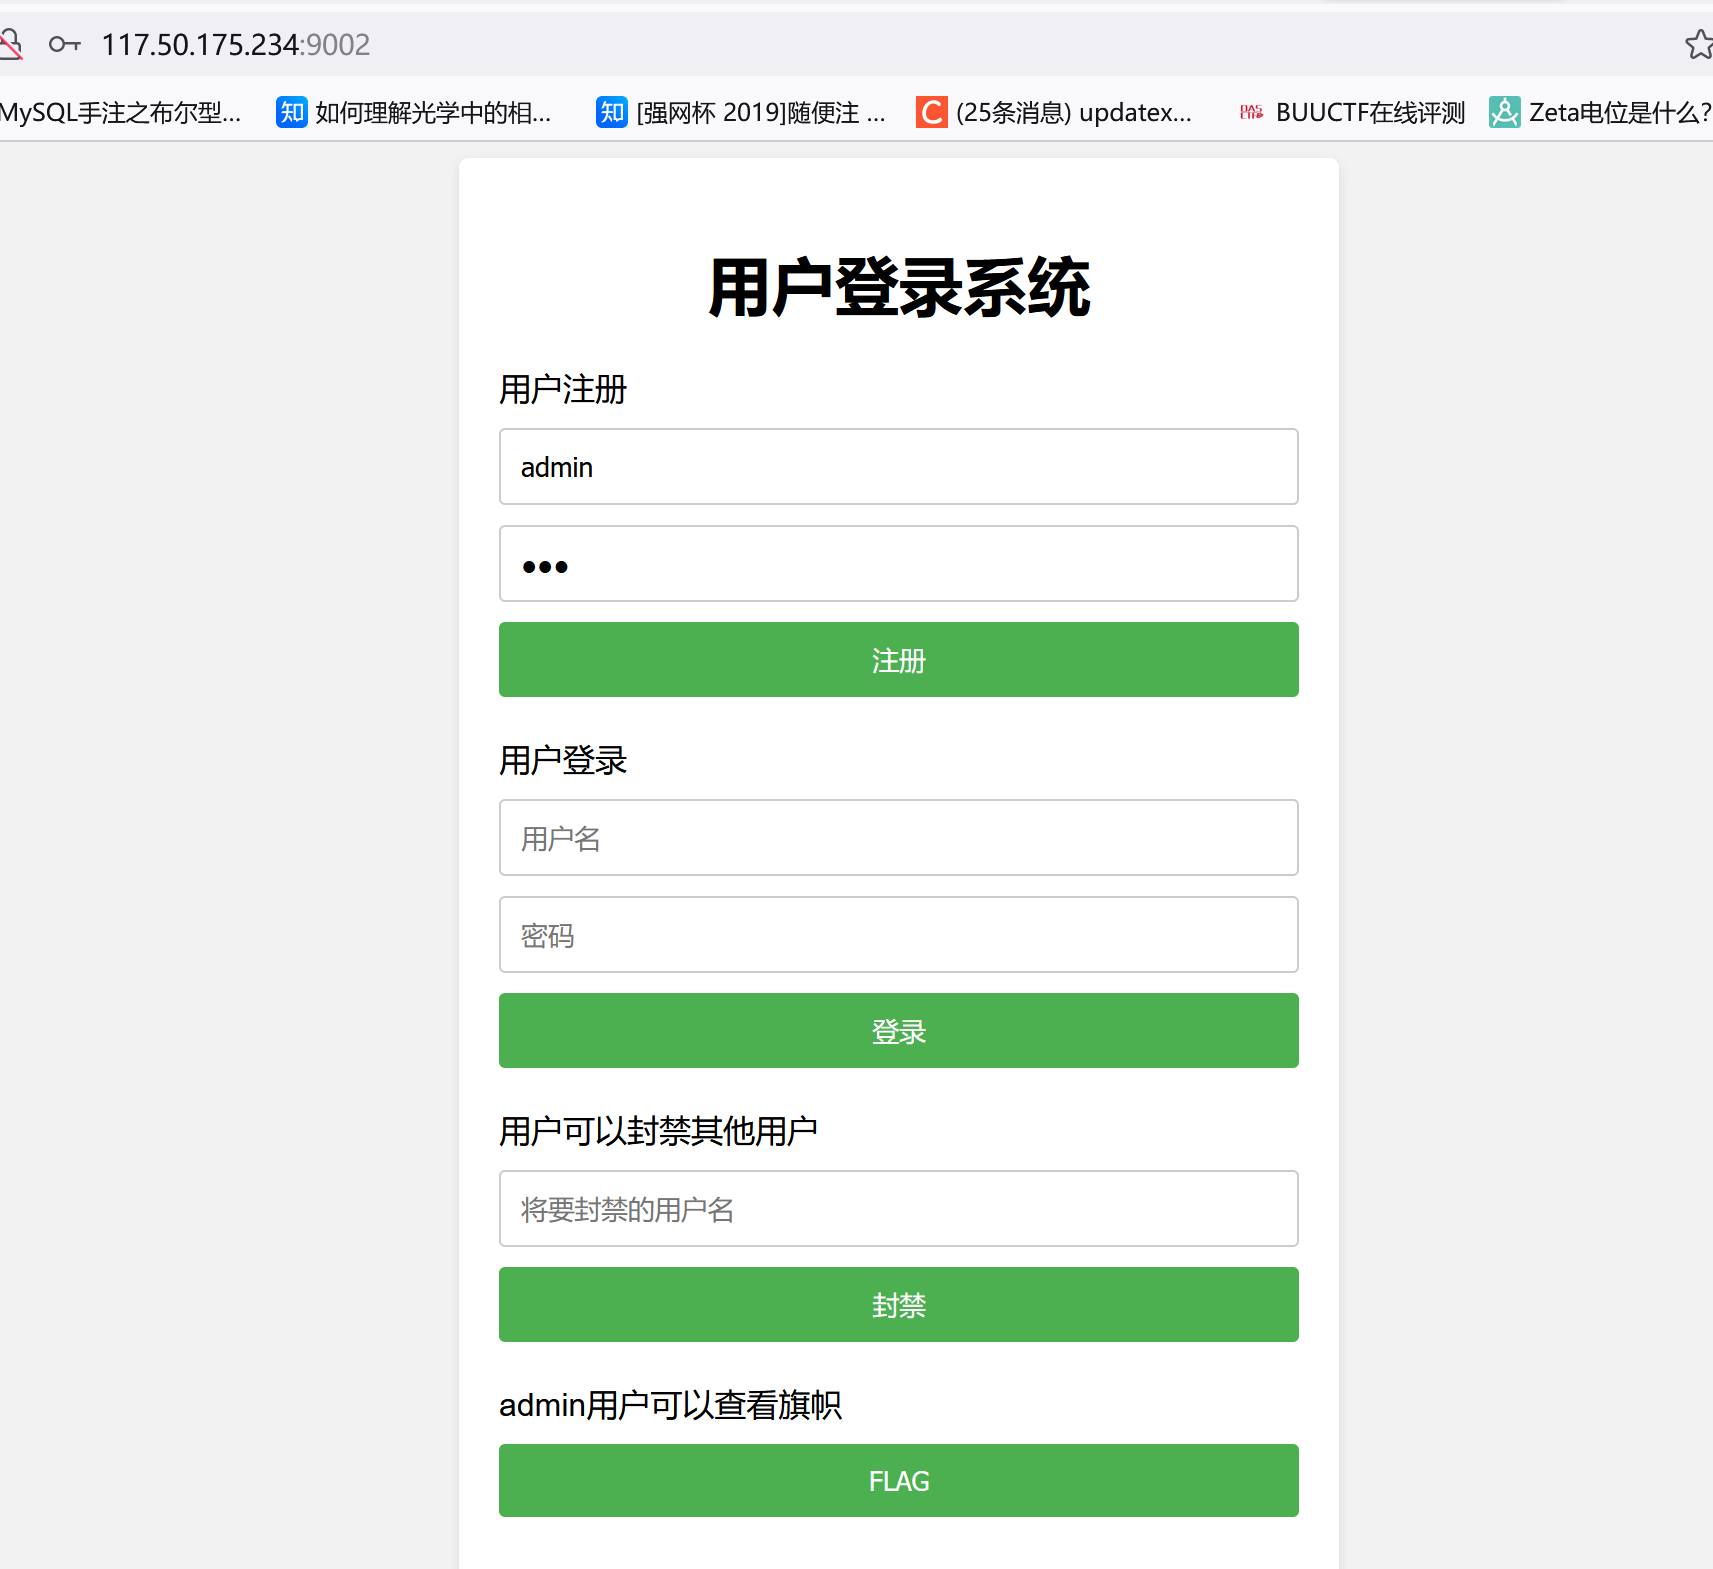 117.50.175.234:9002
MySQL手注之布尔型... 如何理解光学中的相... [强网杯 2019]随便注 ... (25条消息) updatex... BUUCTF在线评测 Zeta电位是什么?
用户登录系统
用户注册
admin
•••
注册
用户登录
用户名
密码
登录
用户可以封禁其他用户
将要封禁的用户名
封禁
admin用户可以查看旗帜
FLAG